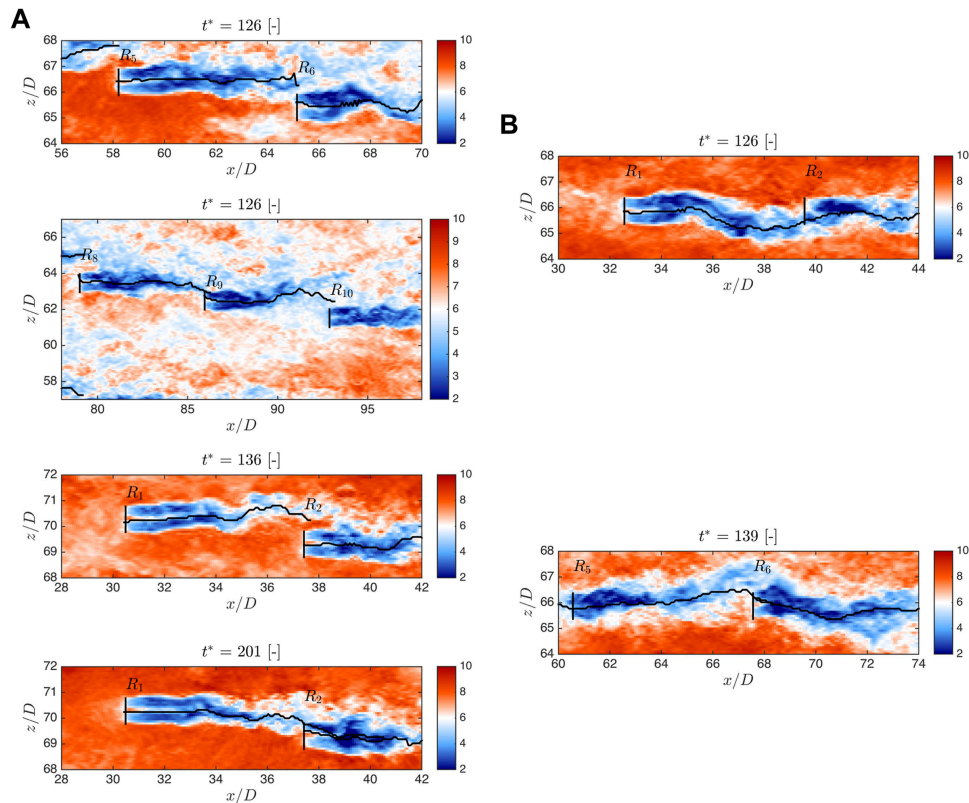 A
t* = 126 [-]
z/D
68
67
66
65
64
R5
R6
56 58 60 62 64 66 68 70
x/D
10
8
6
4
2
t* = 126 [-]
z/D
66
64
62
60
58
R8
R9
R10
80 85 90 95
x/D
10
9
8
7
6
5
4
3
2
t* = 136 [-]
z/D
72
71
70
69
68
R1
R2
28 30 32 34 36 38 40 42
x/D
10
8
6
4
2
t* = 201 [-]
z/D
72
71
70
69
68
R1
R2
28 30 32 34 36 38 40 42
x/D
10
8
6
4
2
B
t* = 126 [-]
z/D
68
67
66
65
64
R1
R2
30 32 34 36 38 40 42 44
x/D
10
8
6
4
2
t* = 139 [-]
z/D
68
67
66
65
64
R5
R6
60 62 64 66 68 70 72 74
x/D
10
8
6
4
2